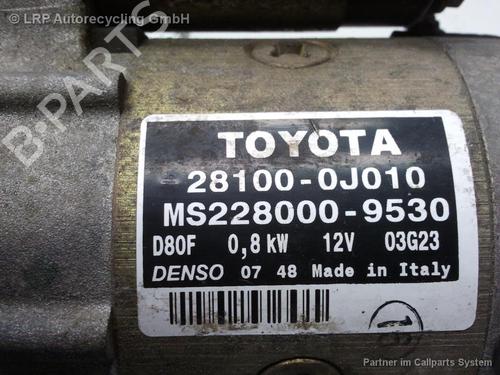 © LRP Autorecycling GmbH
B-PARTS
TOYOTA
28100-0J010
MS228000-9530
D80F 0,8 kW 12V 03G23
DENSO 07 48 Made in Italy
Partner im Callparts System